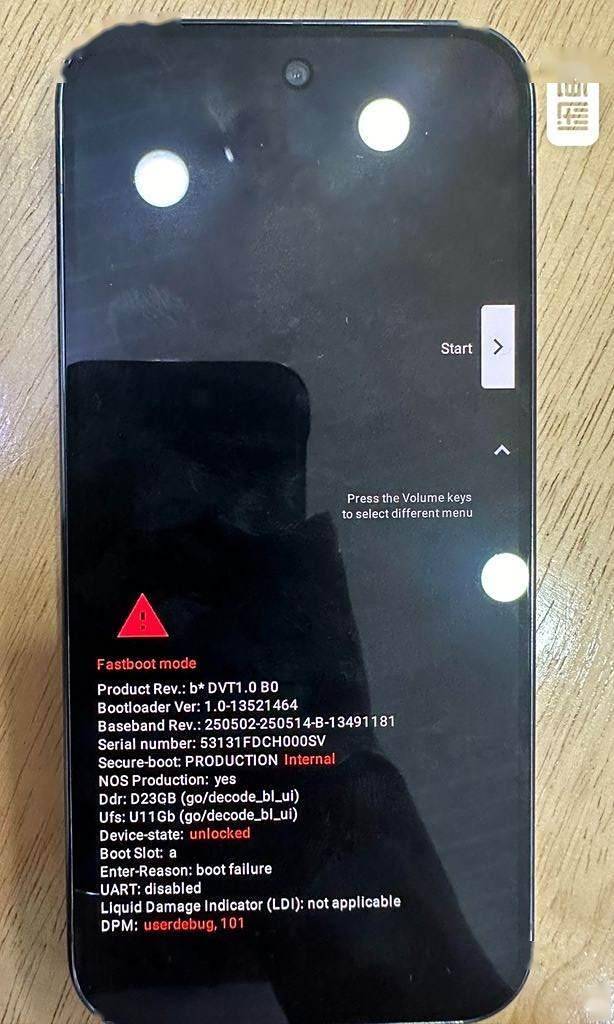 Start
Press the Volume keys
to select different menu
Fastboot mode
Product Rev.: b* DVT1.0 B0
Bootloader Ver: 1.0-13521464
Baseband Rev.: 250502-250514-B-13491181
Serial number: 53131FDCH000SV
Secure-boot: PRODUCTION Internal
NOS Production: yes
Ddr: D23GB (go/decode_bl_ui)
Ufs: U11Gb (go/decode_bl_ui)
Device-state: unlocked
Boot Slot: a
Enter-Reason: boot failure
UART: disabled
Liquid Damage Indicator (LDI): not applicable
DPM: userdebug, 101